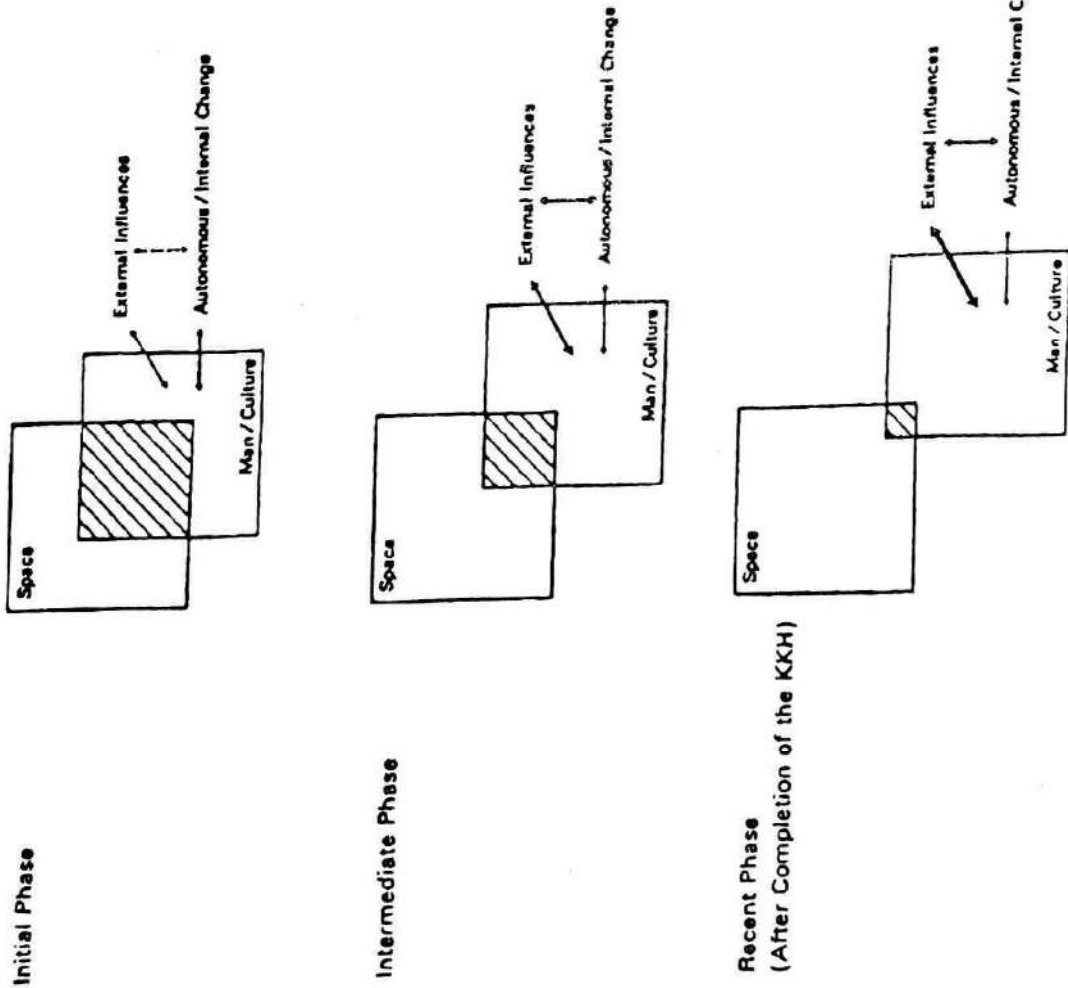 Initial Phase
Space
External Influences
Autonomous / Internal Change
Man / Culture
Intermediate Phase
Space
External Influences
Autonomous / Internal Change
Man / Culture
Recent Phase
(After Completion of the KKH)
Space
External Influences
Autonomous / Internal C
Man / Culture